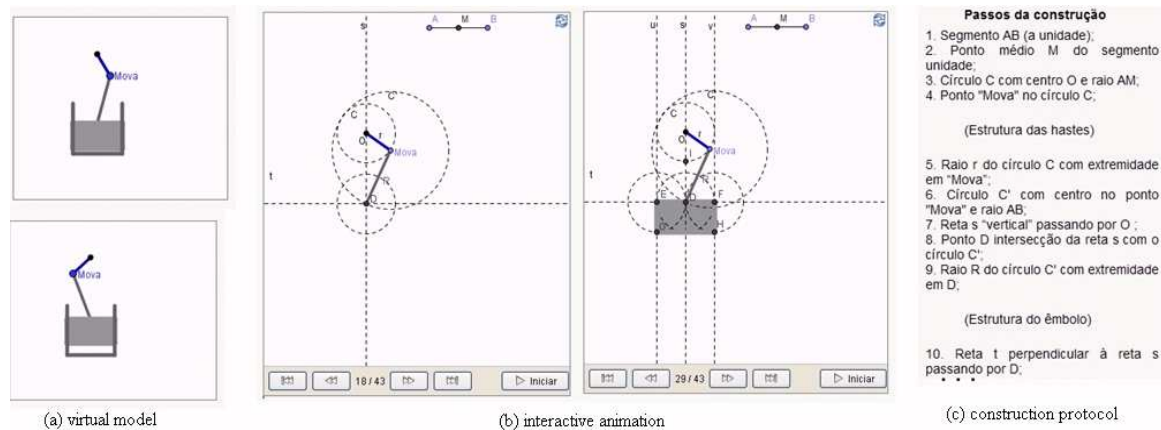 Mova
Mova
(a) virtual model
s
A M B
C'
C
O
r
Mova
t
R
D
18 / 43
Iniciar
u s v
A M B
C'
C
O
r
Mova
I
t
R
E D F
G H
29 / 43
Iniciar
(b) interactive animation
Passos da construção
1. Segmento AB (a unidade);
2. Ponto médio M do segmento
unidade;
3. Círculo C com centro O e raio AM;
4. Ponto "Mova" no círculo C;
(Estrutura das hastes)
5. Raio r do círculo C com extremidade
em "Mova";
6. Círculo C' com centro no ponto
"Mova" e raio AB;
7. Reta s "vertical" passando por O ;
8. Ponto D intersecção da reta s com o
círculo C';
9. Raio R do círculo C' com extremidade
em D;
(Estrutura do êmbolo)
10. Reta t perpendicular à reta s
passando por D;
• • •
(c) construction protocol